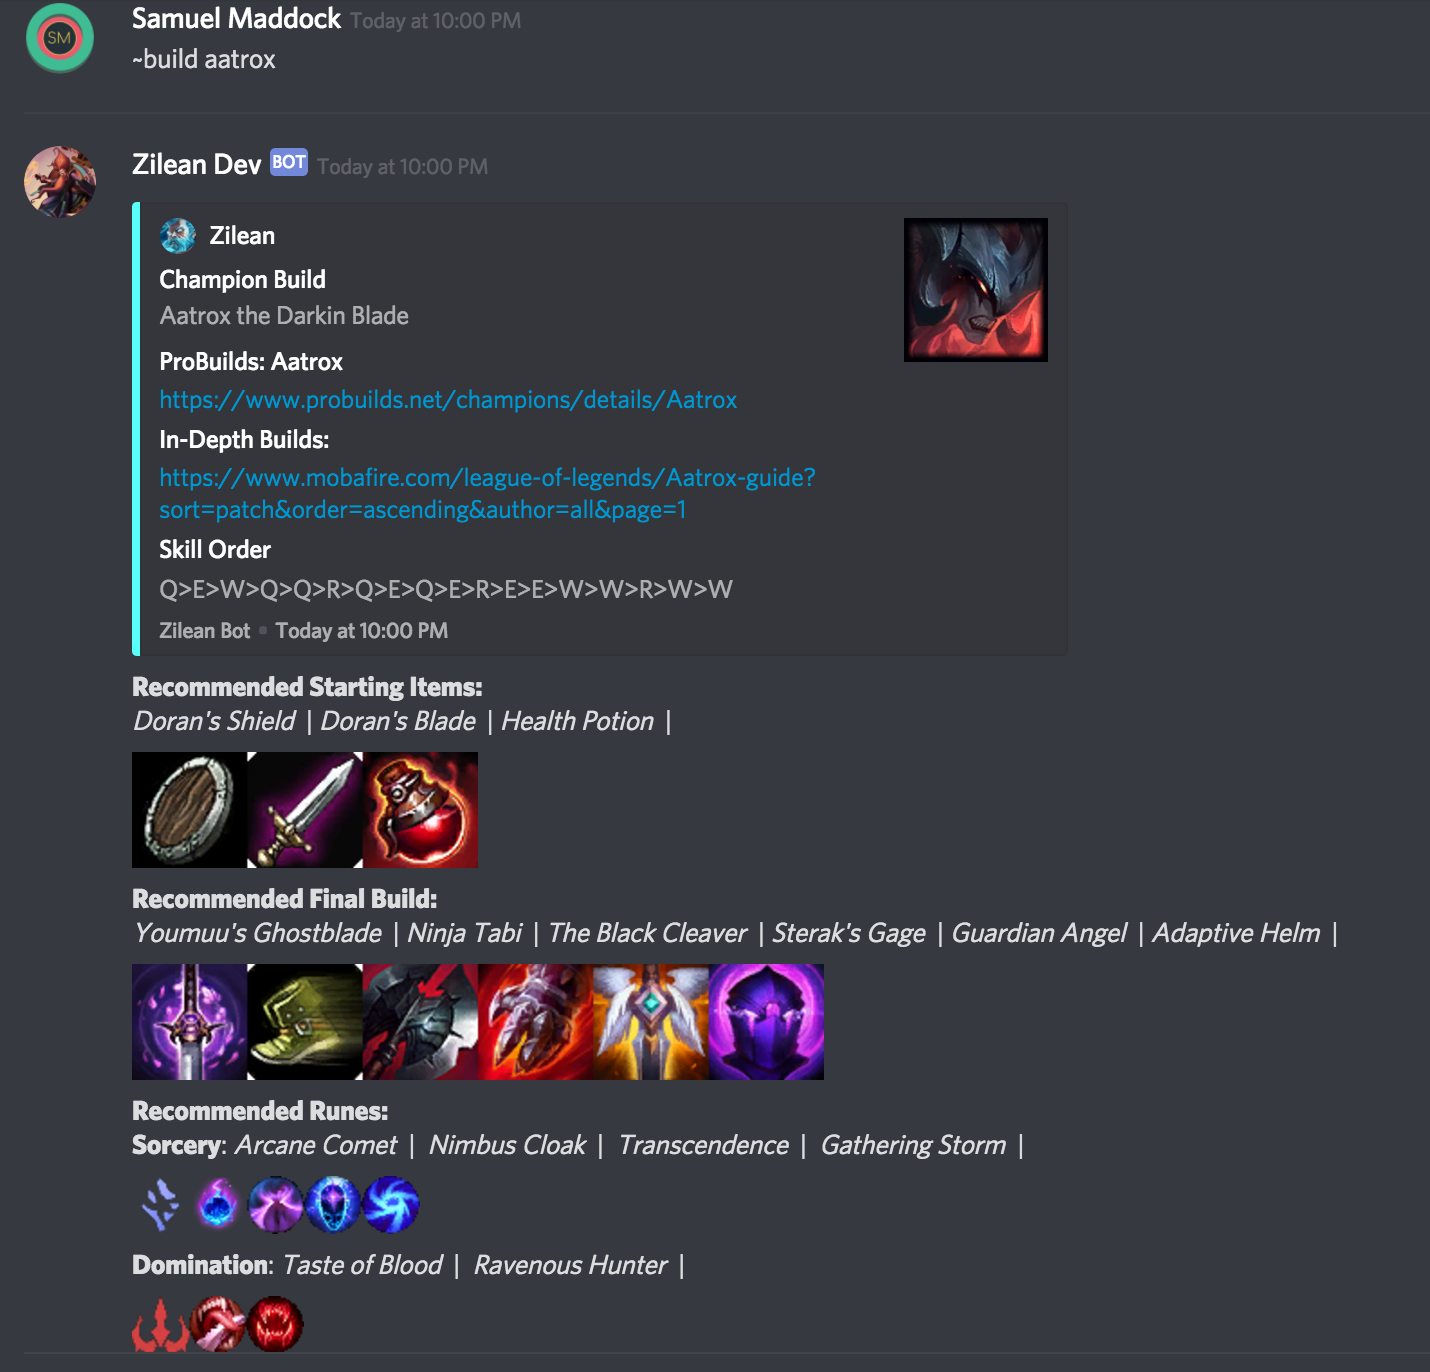 SM
Samuel Maddock Today at 10:00 PM
~build aatrox
Zilean Dev BOT Today at 10:00 PM
Zilean
Champion Build
Aatrox the Darkin Blade
ProBuilds: Aatrox
https://www.probuilds.net/champions/details/Aatrox
In-Depth Builds:
https://www.mobafire.com/league-of-legends/Aatrox-guide?
sort=patch&order=ascending&author=all&page=1
Skill Order
Q>E>W>Q>Q>R>Q>E>Q>E>R>E>E>W>W>R>W>W
Zilean Bot ▪ Today at 10:00 PM
Recommended Starting Items:
Doran's Shield | Doran's Blade | Health Potion |
Recommended Final Build:
Youmuu's Ghostblade | Ninja Tabi | The Black Cleaver | Sterak's Gage | Guardian Angel | Adaptive Helm |
Recommended Runes:
Sorcery: Arcane Comet | Nimbus Cloak | Transcendence | Gathering Storm |
Domination: Taste of Blood | Ravenous Hunter |